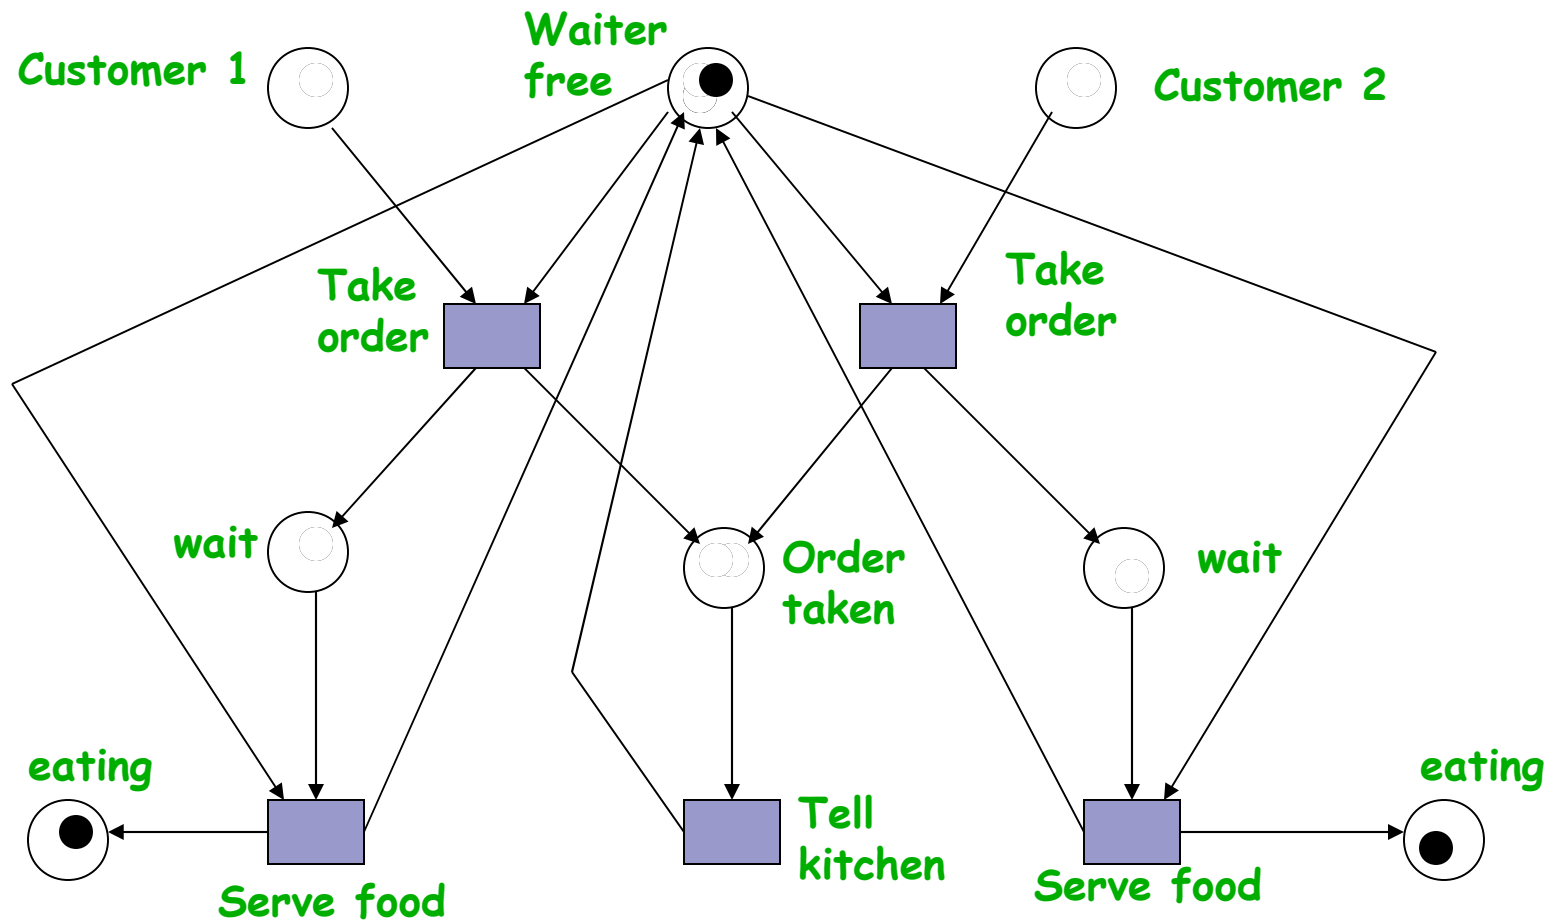 Customer 1
Waiter
free
Customer 2
Take
order
Take
order
wait
Order
taken
wait
eating
eating
Tell
kitchen
Serve food
Serve food